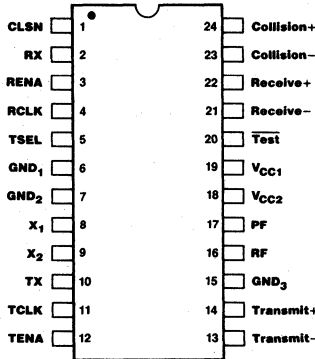 CLSN 1 24 Collision+
RX 2 23 Collision−
RENA 3 22 Receive+
RCLK 4 21 Receive−
TSEL 5 20 Test
GND1 6 19 VCC1
GND2 7 18 VCC2
X1 8 17 PF
X2 9 16 RF
TX 10 15 GND3
TCLK 11 14 Transmit+
TENA 12 13 Transmit−